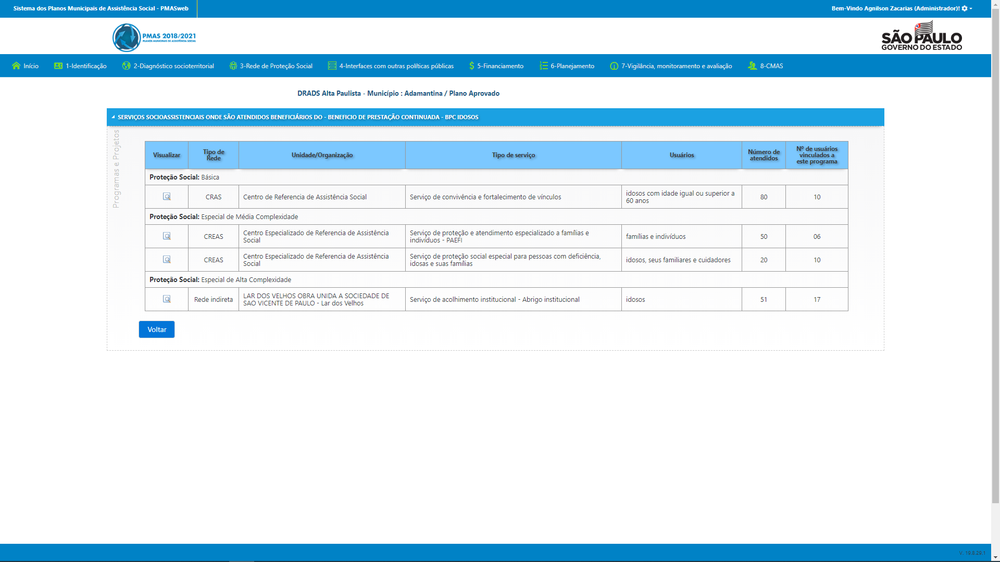 Sistema dos Planos Municipais de Assistência Social - PMASweb
Bem-Vindo Agnilson Zacarias (Administrador)!
PMAS 2018/2021
PLANOS MUNICIPAIS DE ASSISTÊNCIA SOCIAL
SÃO PAULO
GOVERNO DO ESTADO
Início
1-Identificação
2-Diagnóstico socioterritorial
3-Rede de Proteção Social
4-Interfaces com outras políticas públicas
5-Financiamento
6-Planejamento
7-Vigilância, monitoramento e avaliação
8-CMAS
DRADS Alta Paulista - Município : Adamantina / Plano Aprovado
SERVIÇOS SOCIOASSISTENCIAIS ONDE SÃO ATENDIDOS BENEFICIÁRIOS DO - BENEFICIO DE PRESTAÇÃO CONTINUADA - BPC IDOSOS
Programas e Projetos
Visualizar
Tipo de
Rede
Unidade/Organização
Tipo de serviço
Usuários
Número de
atendidos
Nº de usuários
vinculados a
este programa
Proteção Social: Básica
CRAS
Centro de Referencia de Assistência Social
Serviço de convivência e fortalecimento de vínculos
idosos com idade igual ou superior a
60 anos
80
10
Proteção Social: Especial de Média Complexidade
CREAS
Centro Especializado de Referencia de Assistência
Social
Serviço de proteção e atendimento especializado a famílias e
indivíduos - PAEFI
famílias e indivíduos
50
06
CREAS
Centro Especializado de Referencia de Assistência
Social
Serviço de proteção social especial para pessoas com deficiência,
idosas e suas famílias
idosos, seus familiares e cuidadores
20
10
Proteção Social: Especial de Alta Complexidade
Rede indireta
LAR DOS VELHOS OBRA UNIDA A SOCIEDADE DE
SAO VICENTE DE PAULO - Lar dos Velhos
Serviço de acolhimento institucional - Abrigo institucional
idosos
51
17
Voltar
V. 19.8.29.1